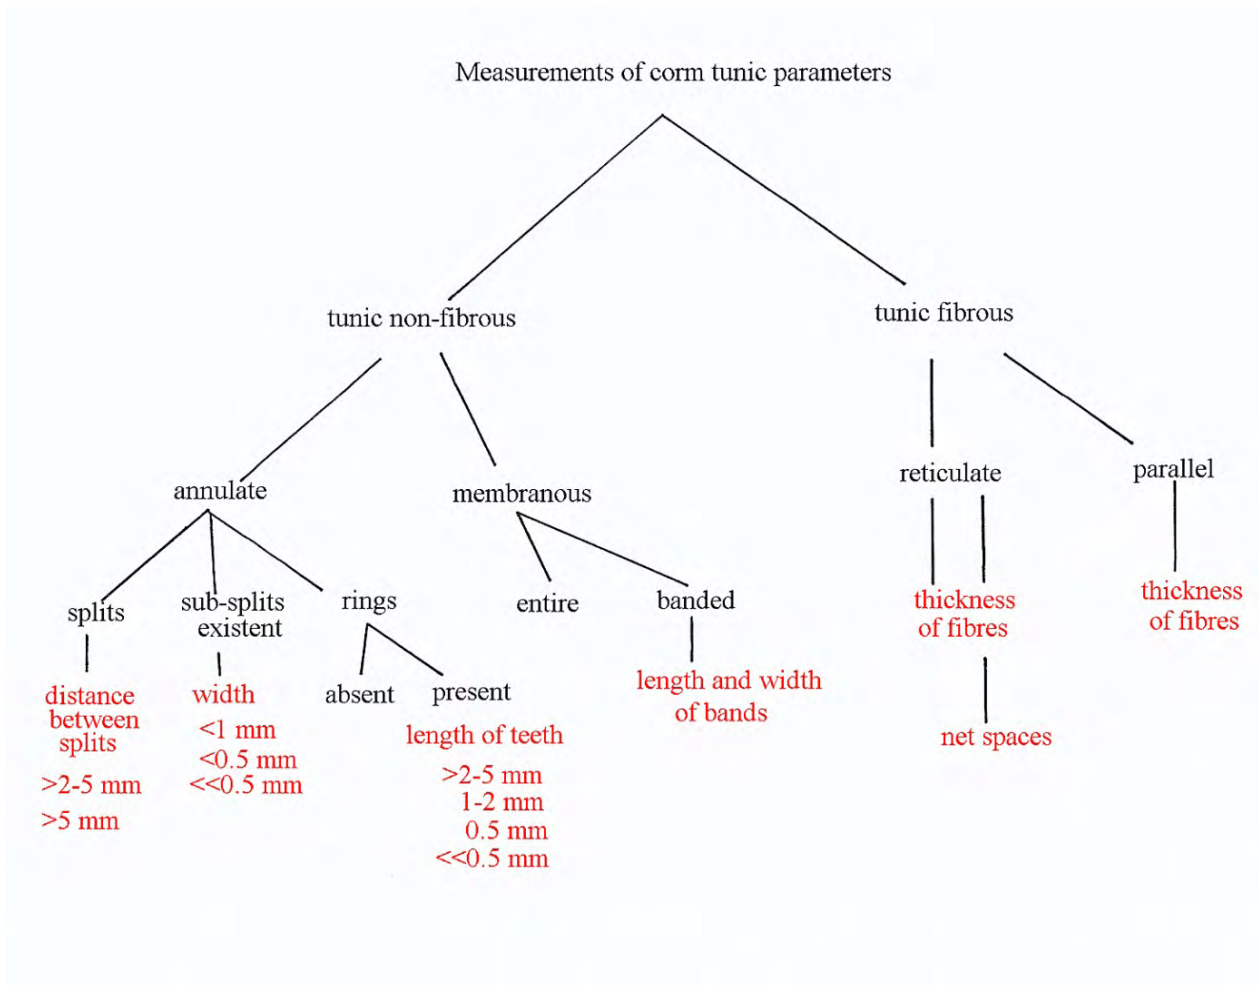 Measurements of corm tunic parameters
tunic non-fibrous
tunic fibrous
annulate
membranous
reticulate
parallel
splits
sub-splits
existent
rings
entire
banded
thickness
of fibres
thickness
of fibres
distance
between
splits
>2-5 mm
>5 mm
width
<1 mm
<0.5 mm
<<0.5 mm
absent
present
length of teeth
>2-5 mm
1-2 mm
0.5 mm
<<0.5 mm
length and width
of bands
net spaces